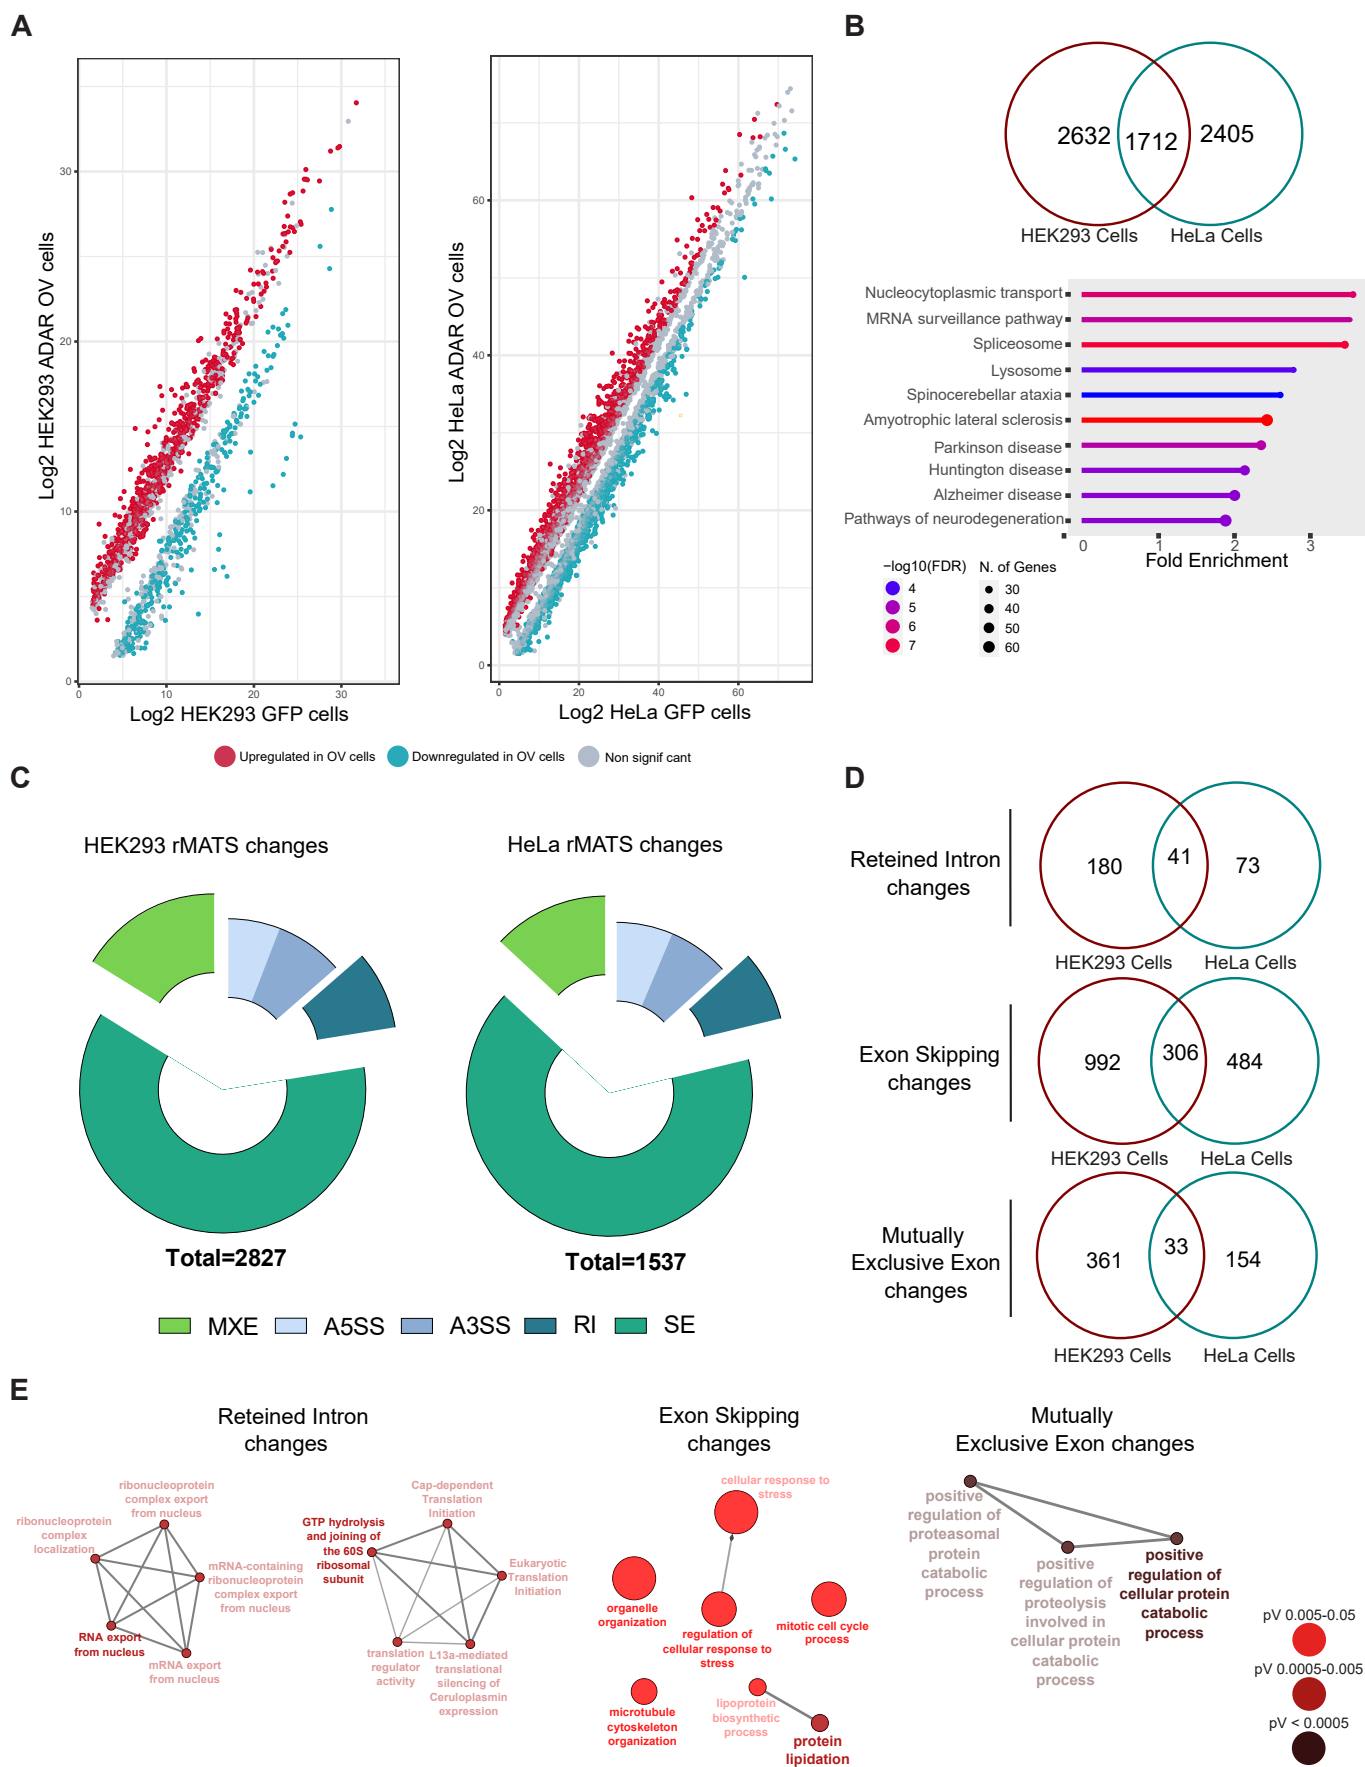 A
Log2 HEK293 ADAR OV cells
30
20
10
0
0
10
20
30
Log2 HEK293 GFP cells
Log2 HeLa ADAR OV cells
60
40
20
0
0
20
40
60
Log2 HeLa GFP cells
Upregulated in OV cells
Downregulated in OV cells
Non signif cant
B
2632
1712
2405
HEK293 Cells
HeLa Cells
Nucleocytoplasmic transport
MRNA surveillance pathway
Spliceosome
Lysosome
Spinocerebellar ataxia
Amyotrophic lateral sclerosis
Parkinson disease
Huntington disease
Alzheimer disease
Pathways of neurodegeneration
0
1
2
3
Fold Enrichment
−log10(FDR)
4
5
6
7
N. of Genes
30
40
50
60
C
HEK293 rMATS changes
Total=2827
HeLa rMATS changes
Total=1537
MXE
A5SS
A3SS
RI
SE
D
Reteined Intron
changes
180
41
73
HEK293 Cells
HeLa Cells
Exon Skipping
changes
992
306
484
HEK293 Cells
HeLa Cells
Mutually
Exclusive Exon
changes
361
33
154
HEK293 Cells
HeLa Cells
E
Reteined Intron
changes
ribonucleoprotein
complex export
from nucleus
ribonucleoprotein
complex
localization
mRNA-containing
ribonucleoprotein
complex export
from nucleus
RNA export
from nucleus
mRNA export
from nucleus
Cap-dependent
Translation
Initiation
GTP hydrolysis
and joining of
the 60S
ribosomal
subunit
Eukaryotic
Translation
Initiation
translation
regulator
activity
L13a-mediated
translational
silencing of
Ceruloplasmin
expression
Exon Skipping
changes
cellular response to
stress
organelle
organization
regulation of
cellular response to
stress
mitotic cell cycle
process
microtubule
cytoskeleton
organization
lipoprotein
biosynthetic
process
protein
lipidation
Mutually
Exclusive Exon changes
positive
regulation of
proteasomal
protein
catabolic
process
positive
regulation of
proteolysis
involved in
cellular protein
catabolic
process
positive
regulation of
cellular protein
catabolic
process
pV 0.005-0.05
pV 0.0005-0.005
pV < 0.0005